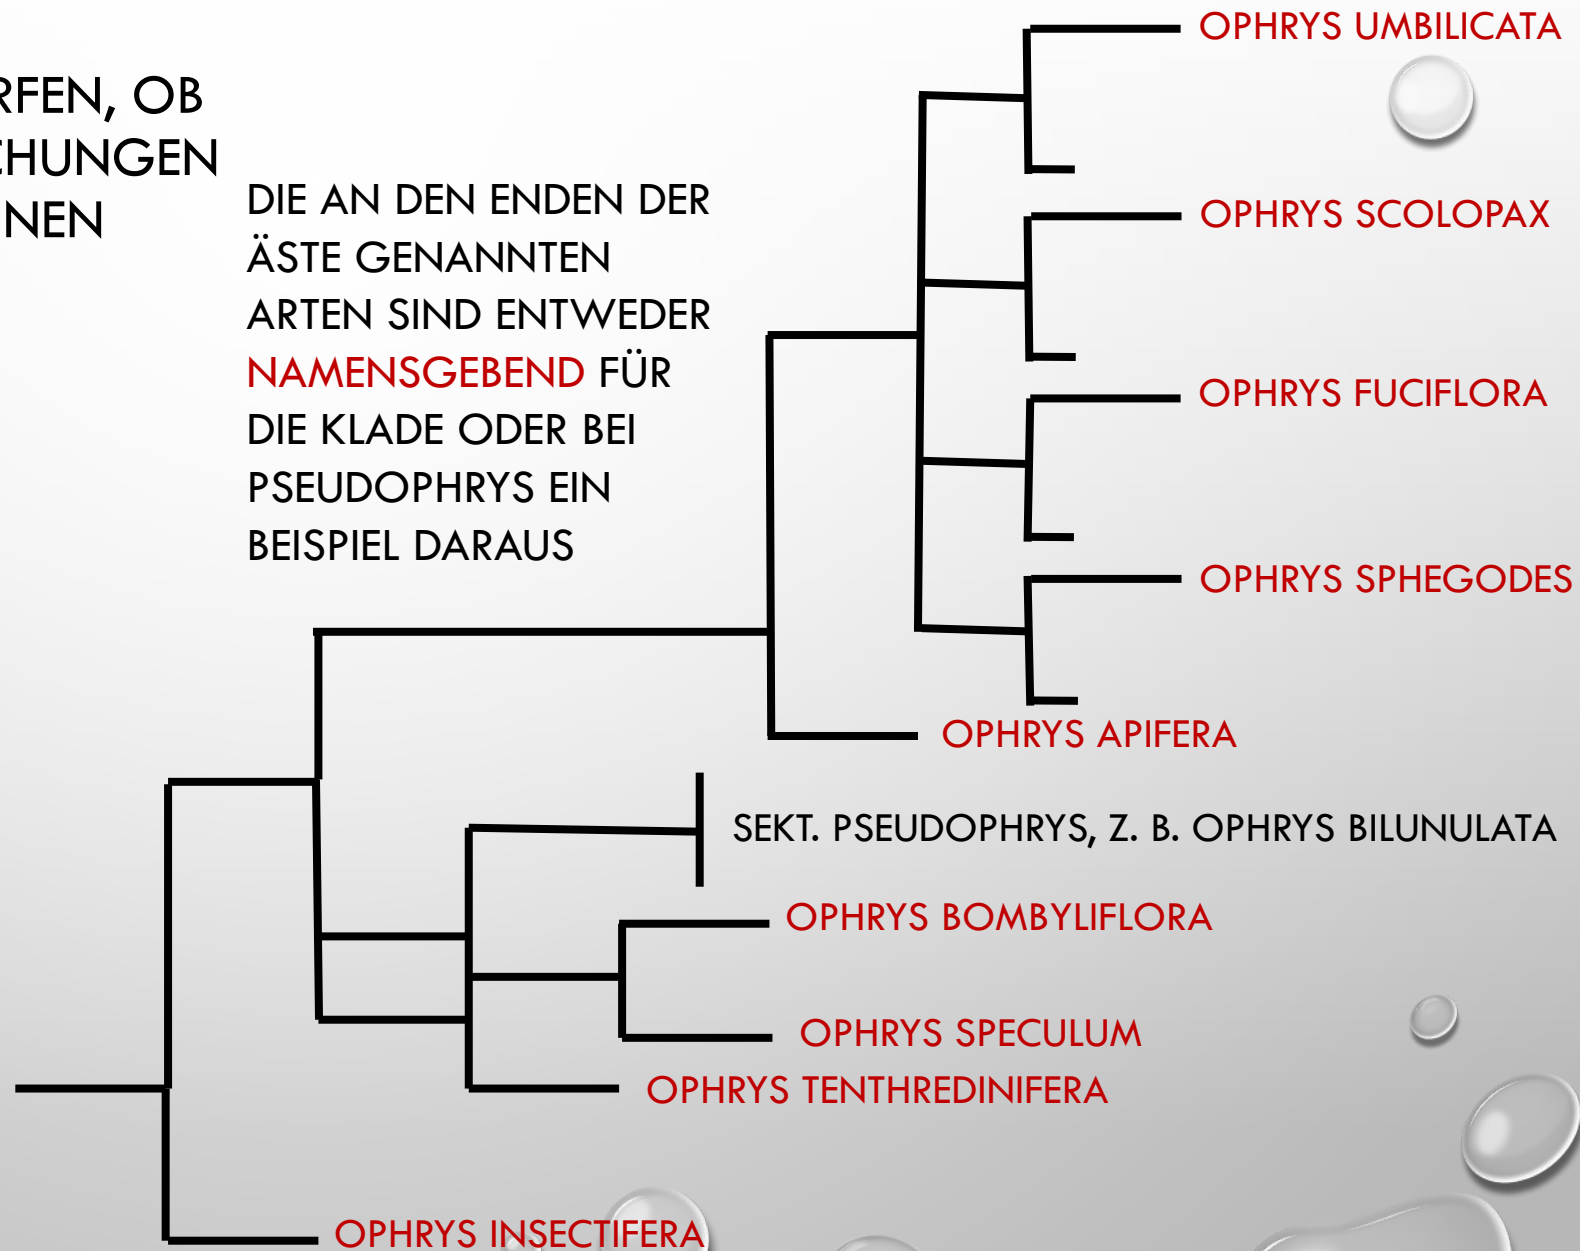 RFEN, OB
CHUNGEN
NEN
DIE AN DEN ENDEN DER
ÄSTE GENANNTEN
ARTEN SIND ENTWEDER
NAMENSGEBEND FÜR
DIE KLADE ODER BEI
PSEUDOPHRYS EIN
BEISPIEL DARAUS
OPHRYS UMBILICATA
OPHRYS SCOLOPAX
OPHRYS FUCIFLORA
OPHRYS SPHEGODES
OPHRYS APIFERA
SEKT. PSEUDOPHRYS, Z. B. OPHRYS BILUNULATA
OPHRYS BOMBYLIFLORA
OPHRYS SPECULUM
OPHRYS TENTHREDINIFERA
OPHRYS INSECTIFERA